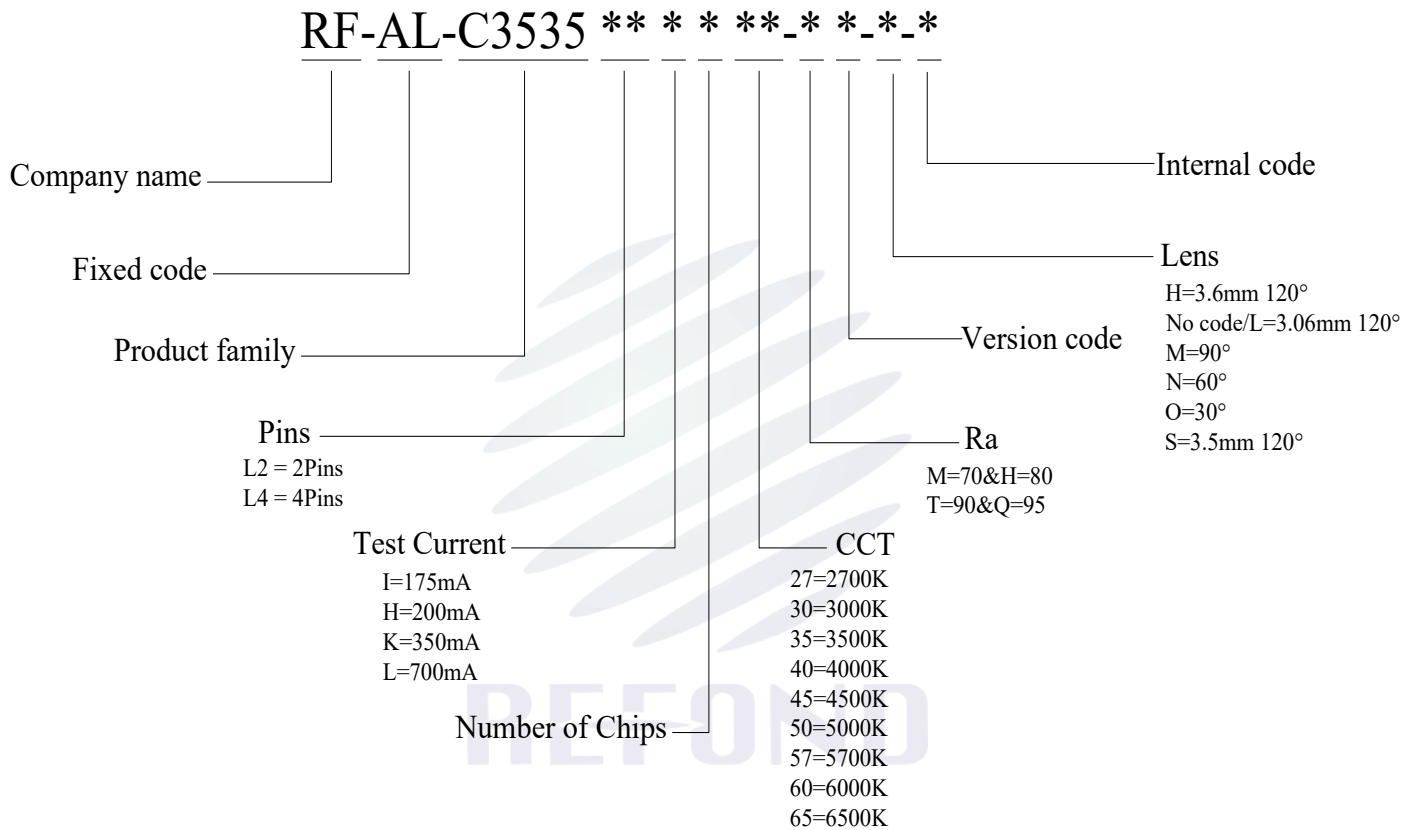 RF-AL-C3535 ** * * **-* *-*-*
Company name
Internal code
Fixed code
Lens
H=3.6mm 120°
No code/L=3.06mm 120°
M=90°
N=60°
O=30°
S=3.5mm 120°
Product family
Version code
Pins
L2 = 2Pins
L4 = 4Pins
Ra
M=70&H=80
T=90&Q=95
Test Current
I=175mA
H=200mA
K=350mA
L=700mA
CCT
27=2700K
30=3000K
35=3500K
40=4000K
45=4500K
50=5000K
57=5700K
60=6000K
65=6500K
Number of Chips
REFOND